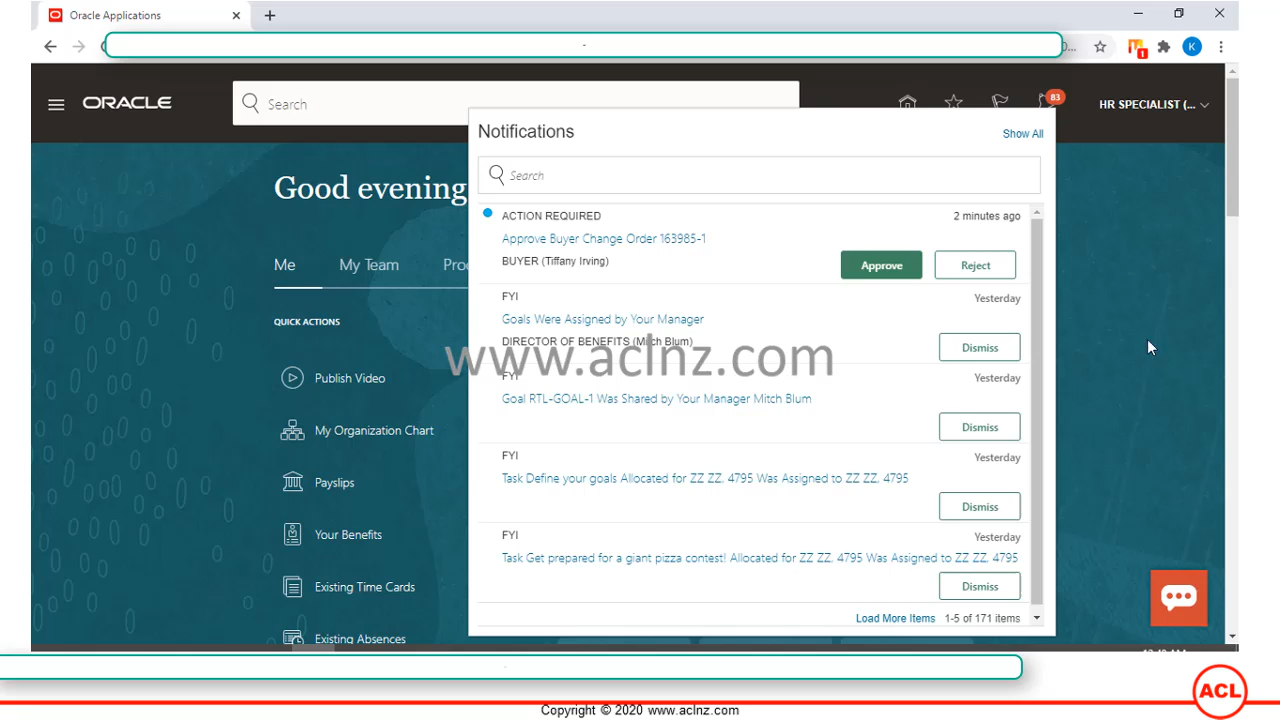 Oracle Applications
1
K
ORACLE
Search
83
HR SPECIALIST (...
Notifications
Show All
Search
Good evening
Me My Team
QUICK ACTIONS
Publish Video
My Organization Chart
Payslips
Your Benefits
Existing Time Cards
Existing Absences
ACTION REQUIRED 2 minutes ago
Approve Buyer Change Order 163985-1
BUYER (Tiffany Irving)
Approve Reject
FYI Yesterday
Goals Were Assigned by Your Manager
DIRECTOR OF BENEFITS (Mitch Blum)
Dismiss
www.aclnz.com
FYI Yesterday
Goal RTL-GOAL-1 Was Shared by Your Manager Mitch Blum
Dismiss
FYI Yesterday
Task Define your goals Allocated for ZZ ZZ, 4795 Was Assigned to ZZ ZZ, 4795
Dismiss
FYI Yesterday
Task Get prepared for a giant pizza contest! Allocated for ZZ ZZ, 4795 Was Assigned to ZZ ZZ, 4795
Dismiss
Load More Items 1-5 of 171 items
ACL
Copyright © 2020 www.aclnz.com